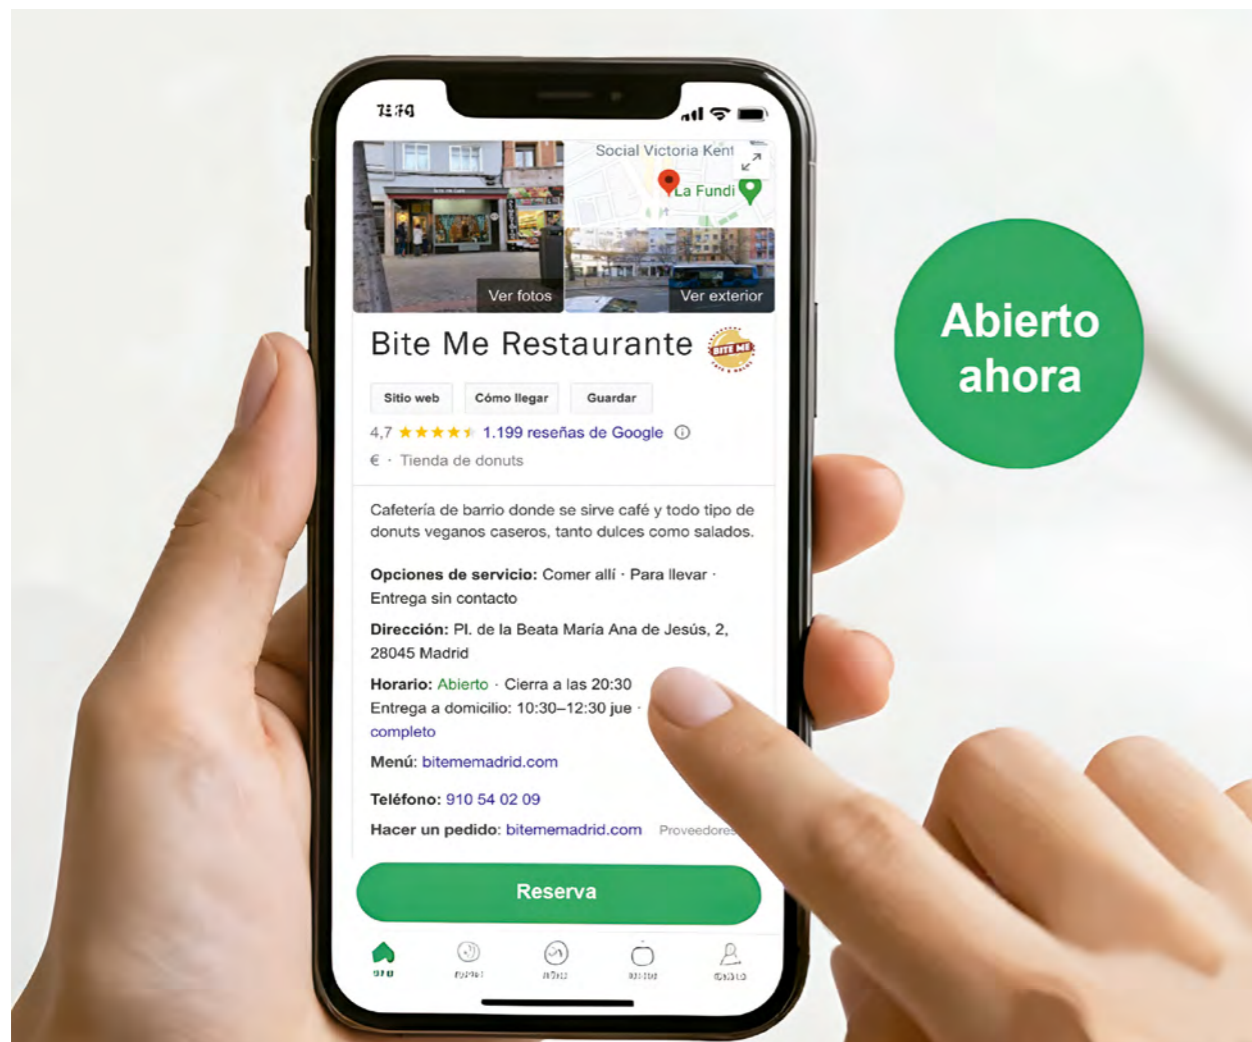 Social Victoria Kent
La Fundi
Ver fotos
Ver exterior
Bite Me Restaurante
BITE ME
Sitio web
Cómo llegar
Guardar
4,7
1.199 reseñas de Google
€ · Tienda de donuts
Cafetería de barrio donde se sirve café y todo tipo de
donuts veganos caseros, tanto dulces como salados.
Opciones de servicio: Comer allí · Para llevar ·
Entrega sin contacto
Dirección: Pl. de la Beata María Ana de Jesús, 2,
28045 Madrid
Horario: Abierto · Cierra a las 20:30
Entrega a domicilio: 10:30–12:30 jue ·
completo
Menú: bitememadrid.com
Teléfono: 910 54 02 09
Hacer un pedido: bitememadrid.com Proveedores
Reserva
Abierto
ahora